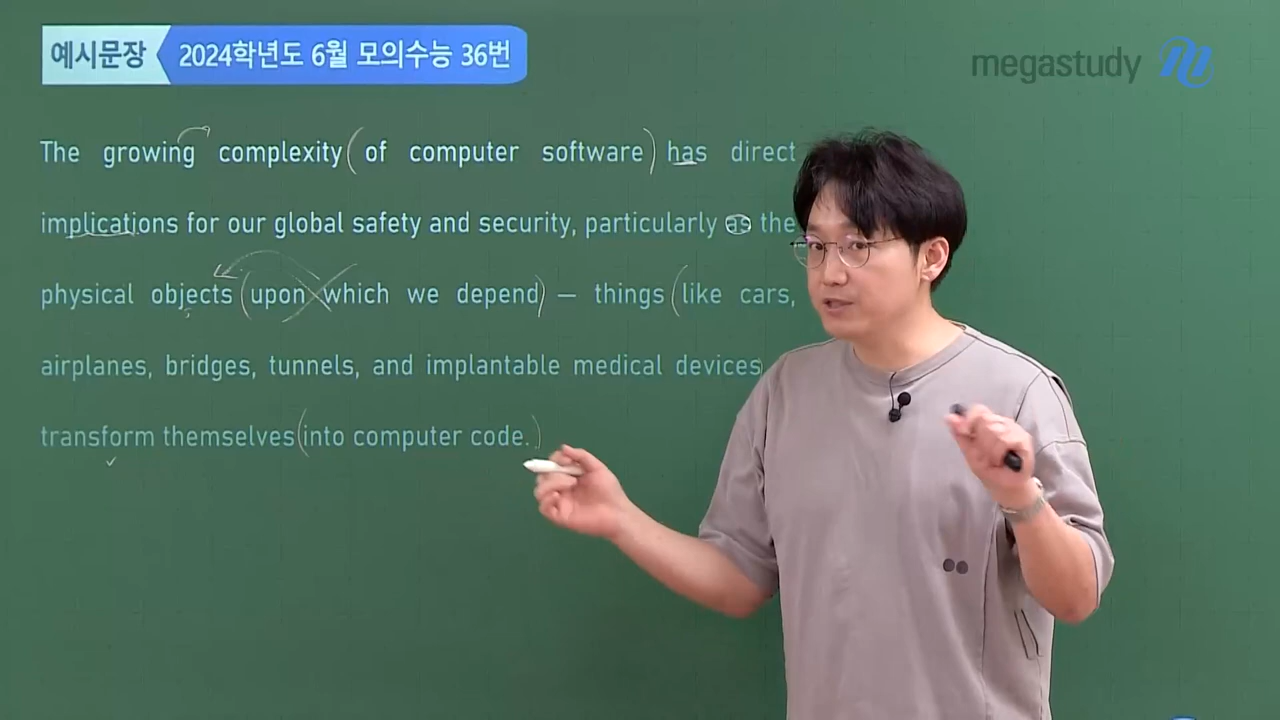 예시문장 2024학년도 6월 모의수능 36번
megastudy
The growing complexity (of computer software) has direct
implications for our global safety and security, particularly as the
physical objects (upon which we depend) – things (like cars,
airplanes, bridges, tunnels, and implantable medical devices
transform themselves (into computer code.)